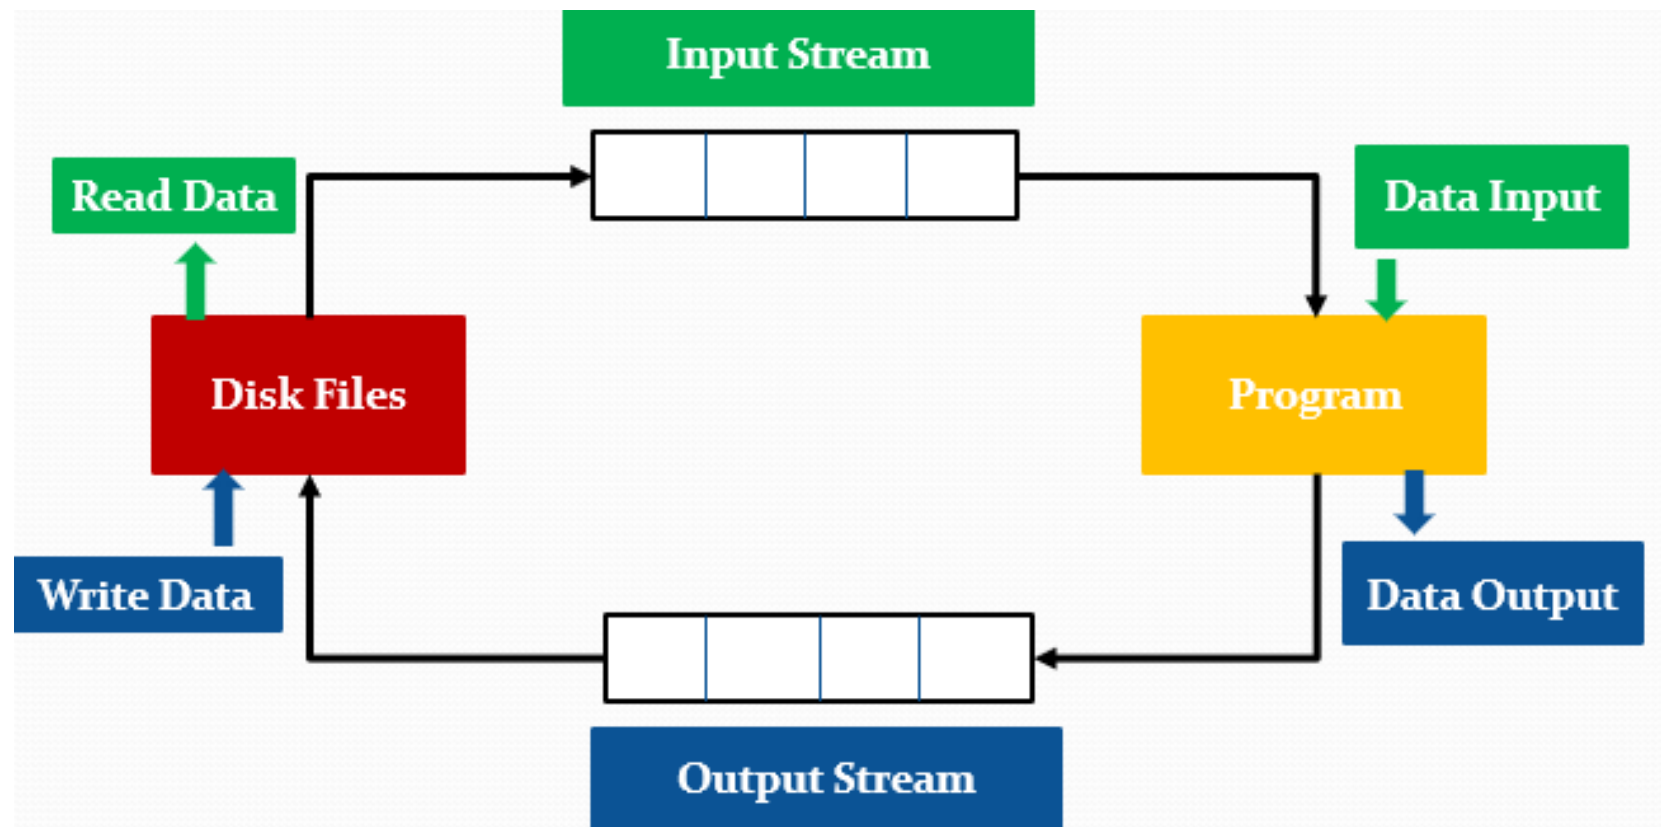 Input Stream
Read Data
Data Input
Disk Files
Program
Write Data
Data Output
Output Stream